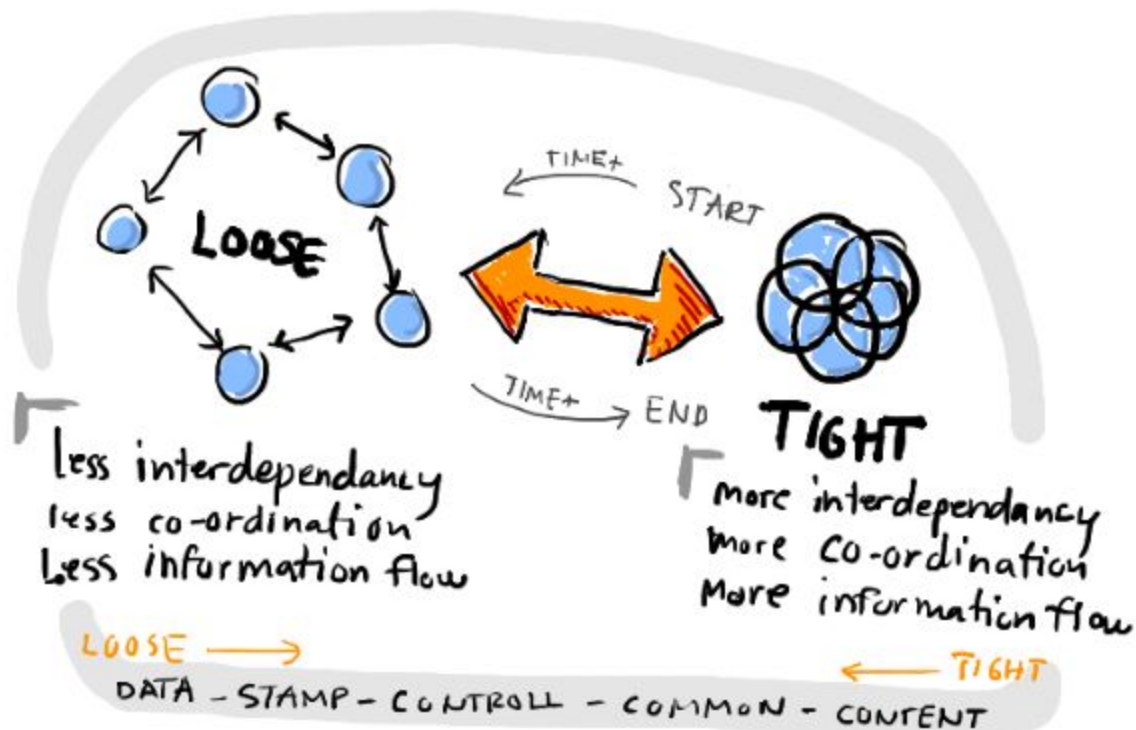 LOOSE
TIME+
START
TIME+
END
TIGHT
less interdependancy
less co-ordination
Less information flow
more interdependancy
more co-ordination
More information flow
LOOSE
TIGHT
DATA - STAMP - CONTROLL - COMMON - CONTENT